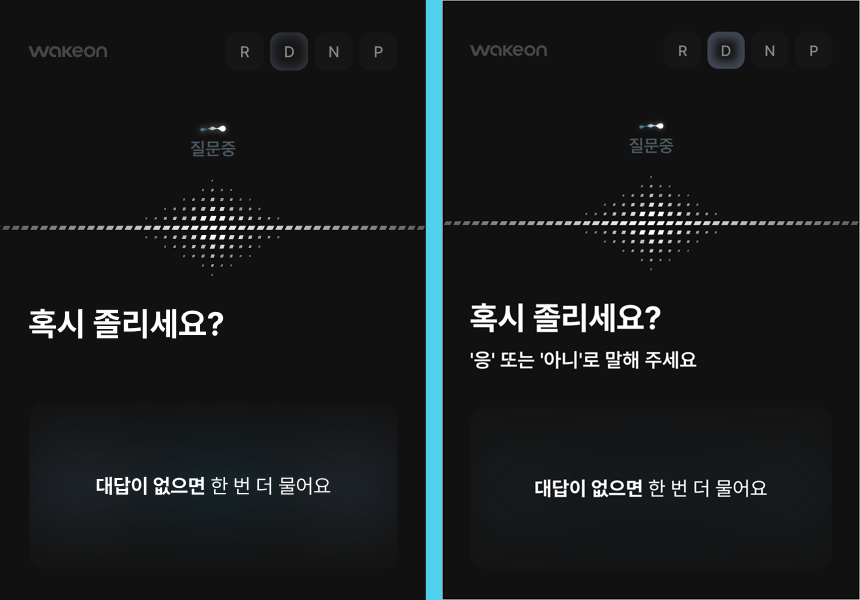 wakeon
R D N P
질문중
혹시 졸리세요?
대답이 없으면 한 번 더 물어요
wakeon
R D N P
질문중
혹시 졸리세요?
'응' 또는 '아니'로 말해 주세요
대답이 없으면 한 번 더 물어요